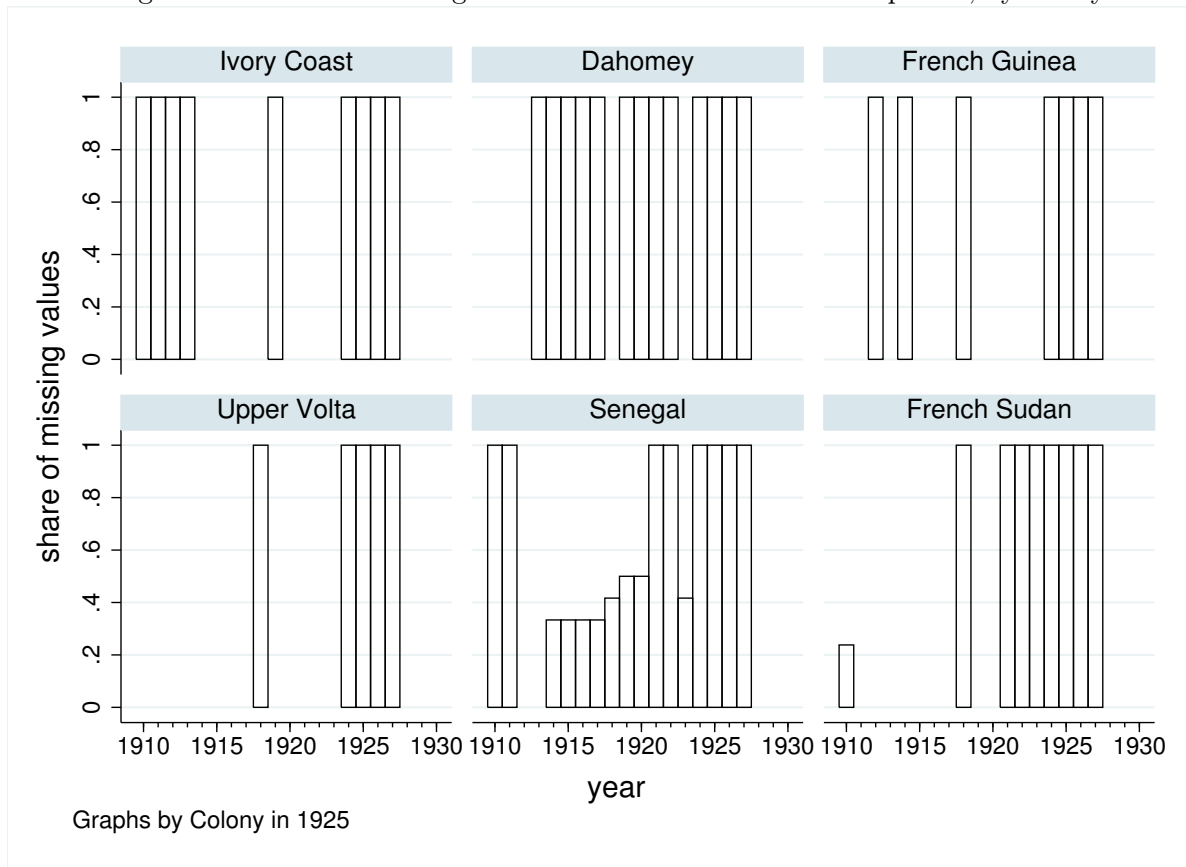 Ivory Coast Dahomey French Guinea
0 .2 .4 .6 .8 1
Upper Volta Senegal French Sudan
0 .2 .4 .6 .8 1
share of missing values
1910 1915 1920 1925 1930 1910 1915 1920 1925 1930 1910 1915 1920 1925 1930
year
Graphs by Colony in 1925